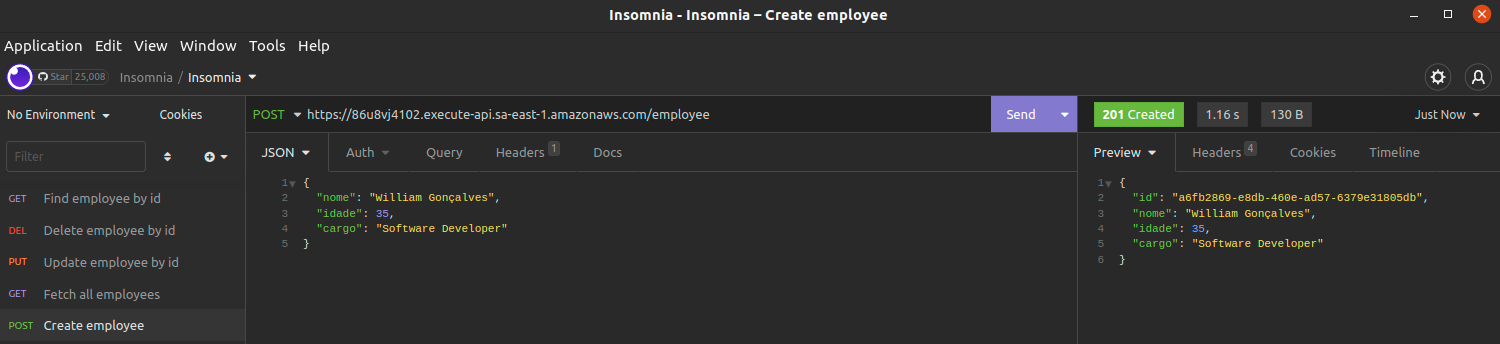 Insomnia - Insomnia – Create employee
Application Edit View Window Tools Help
Star 25,008 Insomnia / Insomnia
No Environment Cookies
Filter
GET Find employee by id
DEL Delete employee by id
PUT Update employee by id
GET Fetch all employees
POST Create employee
POST https://86u8vj4102.execute-api.sa-east-1.amazonaws.com/employee Send
JSON Auth Query Headers 1 Docs
1 {
2 "nome": "William Gonçalves",
3 "idade": 35,
4 "cargo": "Software Developer"
5 }
201 Created 1.16 s 130 B Just Now
Preview Headers 4 Cookies Timeline
1 {
2 "id": "a6fb2869-e8db-460e-ad57-6379e31805db",
3 "nome": "William Gonçalves",
4 "idade": 35,
5 "cargo": "Software Developer"
6 }